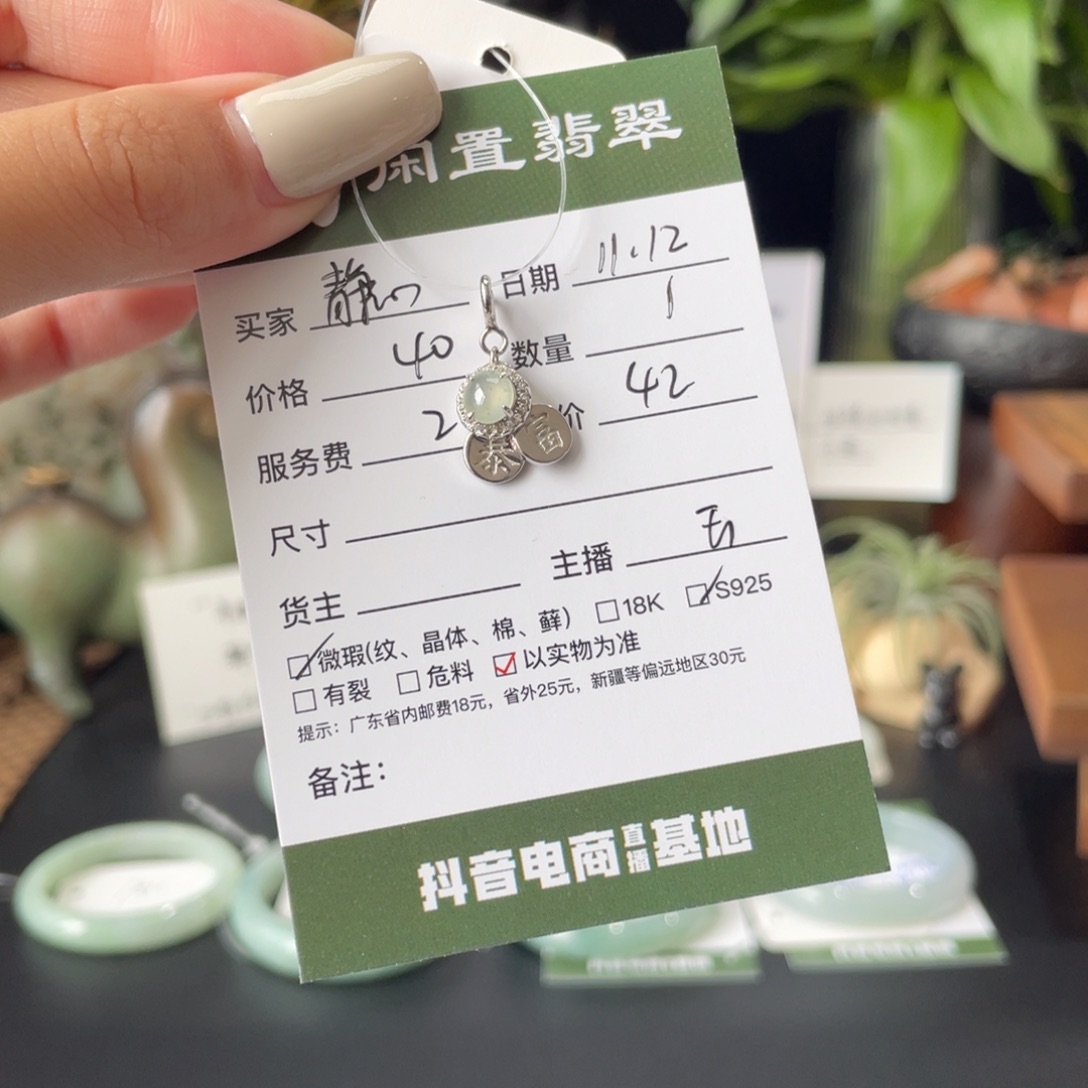 闲置翡翠
买家 静心 日期 11.12
价格 40 数量 1
服务费 2 价 42
泰 富
尺寸
货主 主播
微瑕(纹、晶体、棉、藓) 18K S925
有裂 危料 以实物为准
提示：广东省内邮费18元，省外25元，新疆等偏远地区30元
备注：
抖音电商直播基地